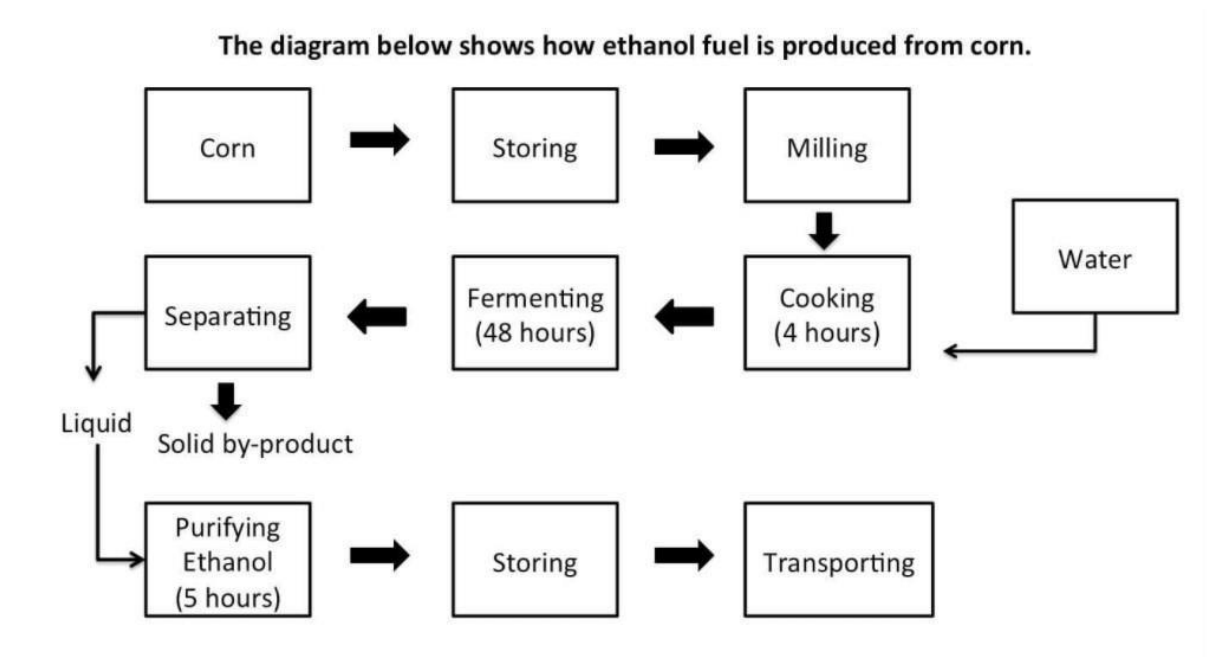 The diagram below shows how ethanol fuel is produced from corn.
Corn
Storing
Milling
Water
Cooking
(4 hours)
Fermenting
(48 hours)
Separating
Liquid
Solid by-product
Purifying
Ethanol
(5 hours)
Storing
Transporting